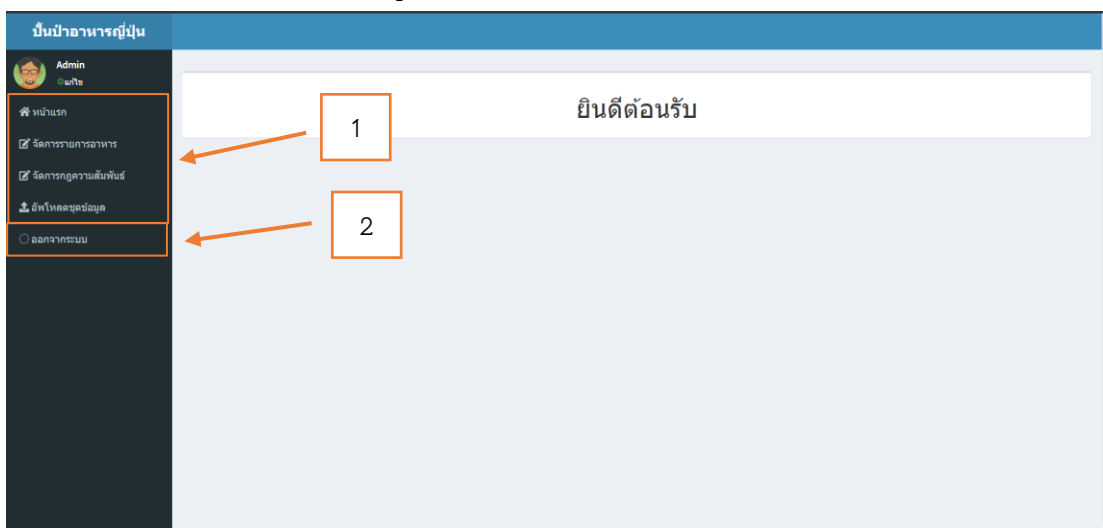 ปิ้นป้าอาหารญี่ปุ่น
Admin
แก้ไข
หน้าแรก
จัดการรายการอาหาร
จัดการกฎความสัมพันธ์
อัพโหลดชุดข้อมูล
ออกจากระบบ
ยินดีต้อนรับ
1
2